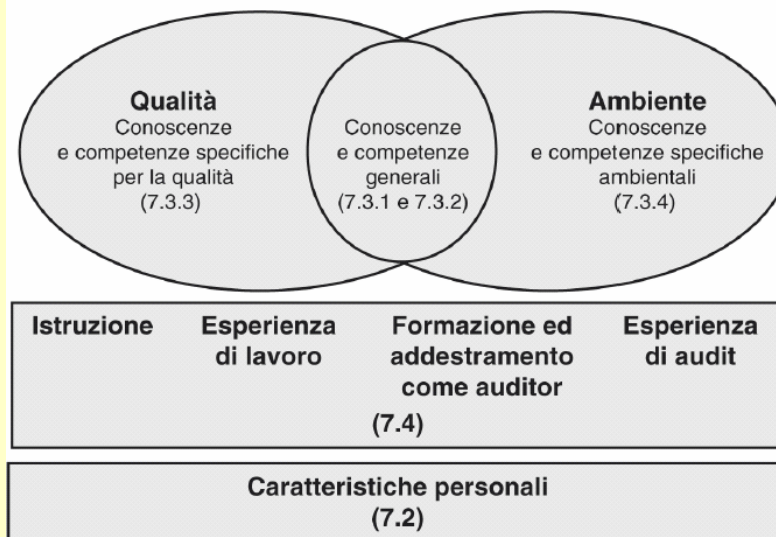 Qualità
Conoscenze
e competenze specifiche
per la qualità
(7.3.3)
Conoscenze
e competenze
generali
(7.3.1 e 7.3.2)
Ambiente
Conoscenze
e competenze specifiche
ambientali
(7.3.4)
Istruzione
Esperienza
di lavoro
Formazione ed
addestramento
come auditor
Esperienza
di audit
(7.4)
Caratteristiche personali
(7.2)